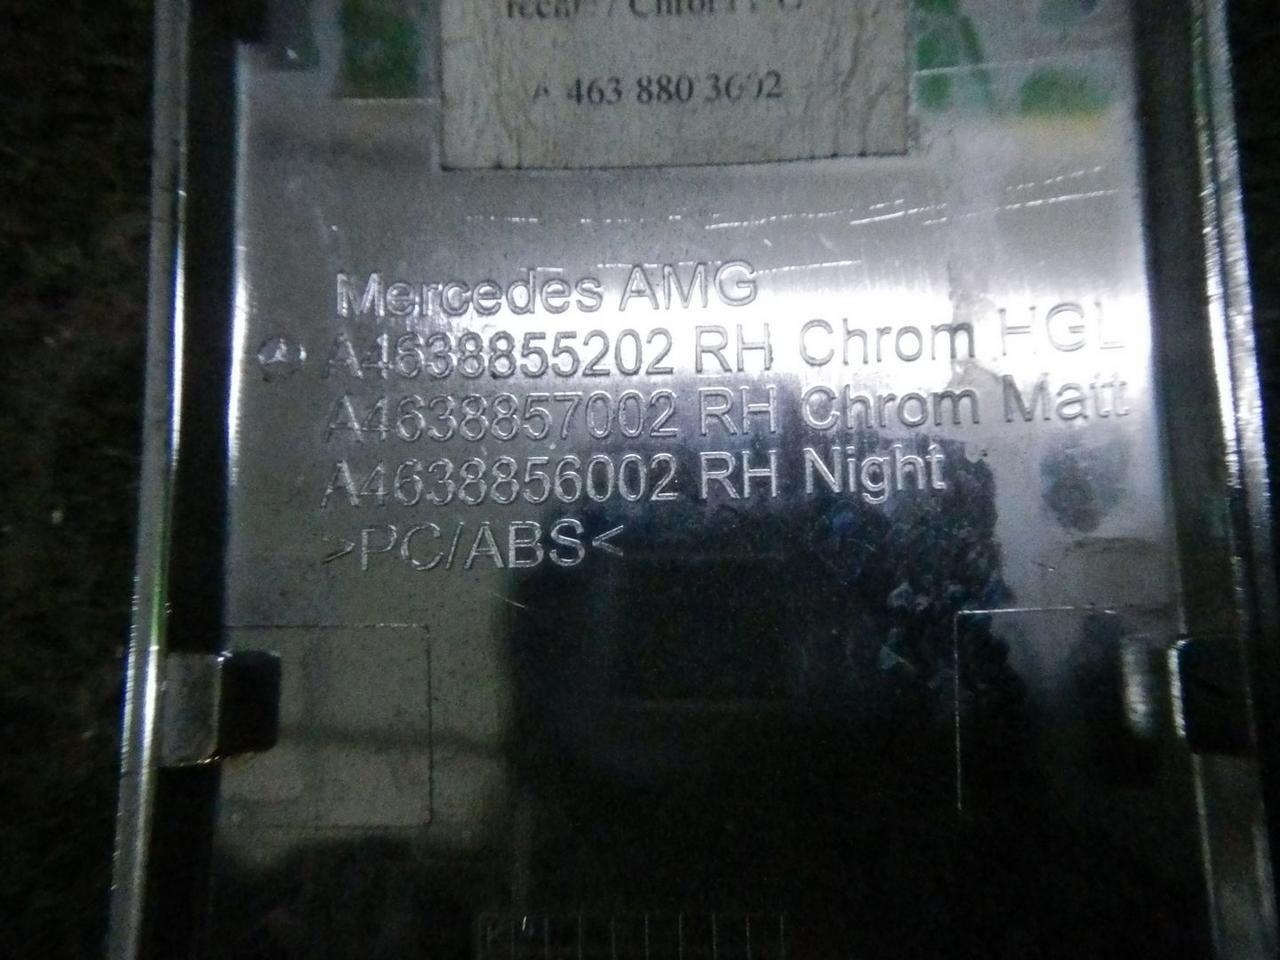 A 463 880 3602
Mercedes AMG
A4638855202 RH Chrom HGL
A4638857002 RH Chrom Matt
A4638856002 RH Night
>PC/ABS<